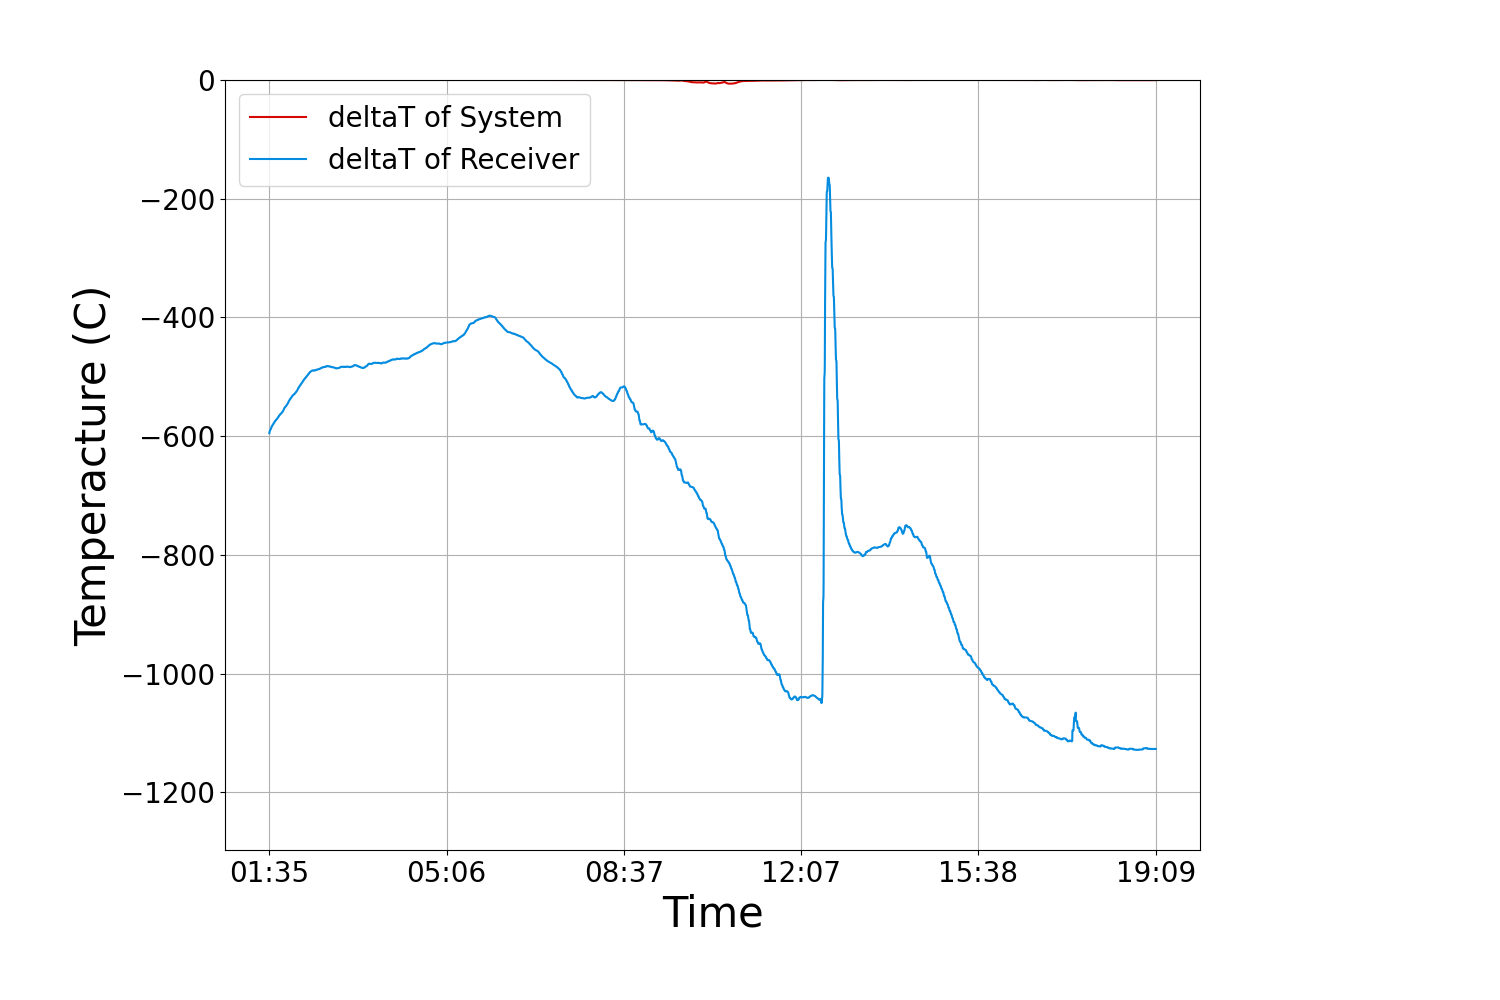 0
−200
−400
−600
−800
−1000
−1200
Temperacture (C)
deltaT of System
deltaT of Receiver
01:35 05:06 08:37 12:07 15:38 19:09
Time